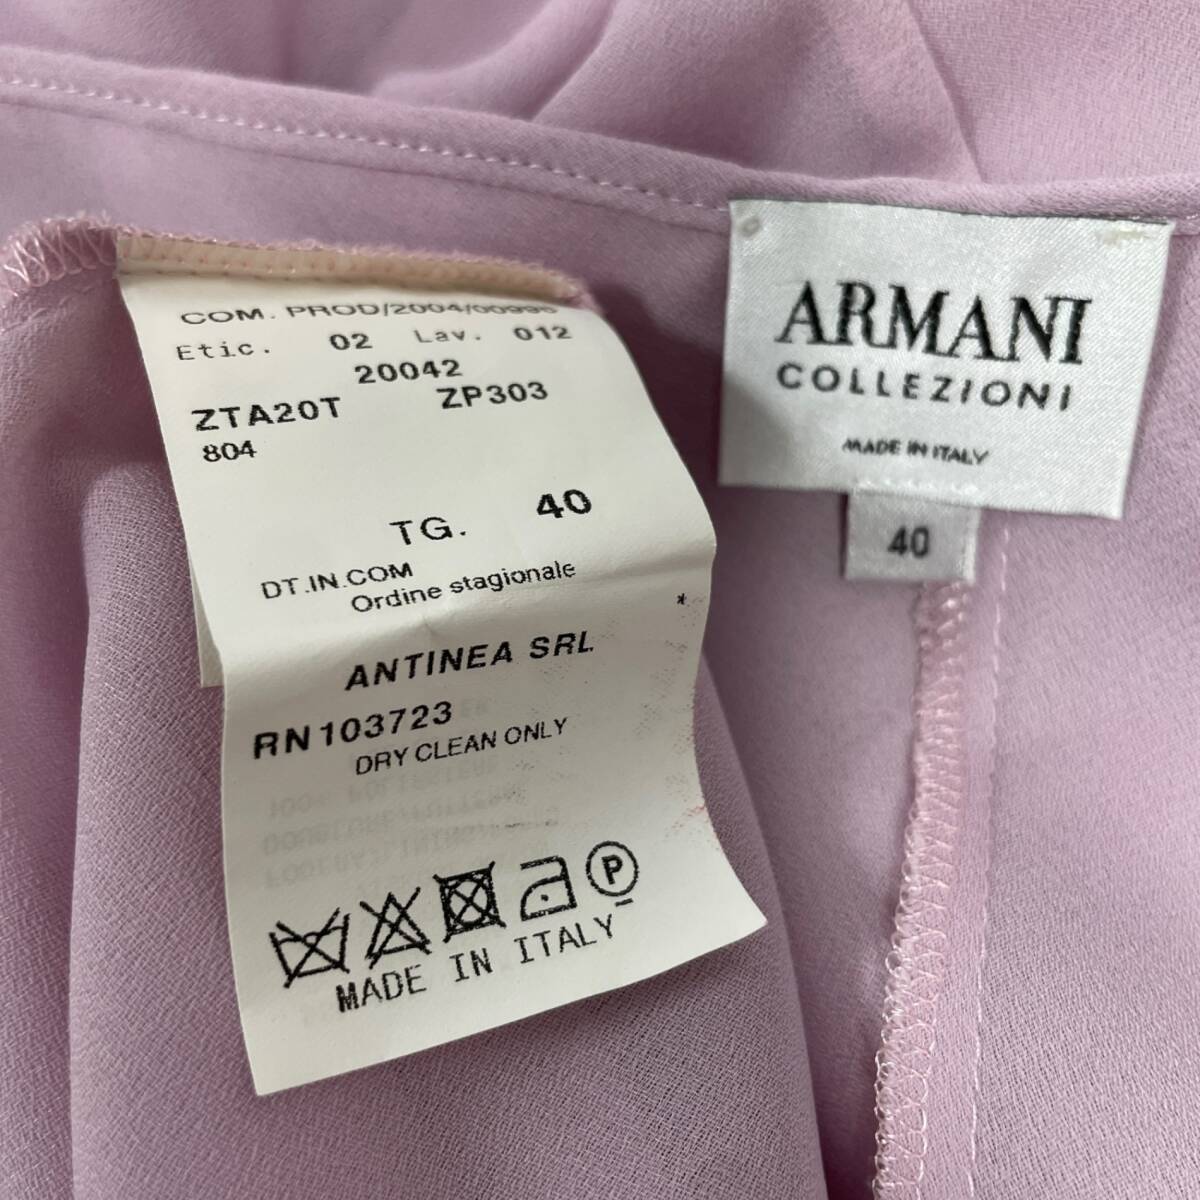 COM. PROD/2004/00996
Etic. 02 Lav. 012
20042
ZTA20T ZP303
804
TG. 40
DT.IN.COM
Ordine stagionale
*
ANTINEA SRL
RN103723
DRY CLEAN ONLY
P
MADE IN ITALY
ARMANI
COLLEZIONI
MADE IN ITALY
40